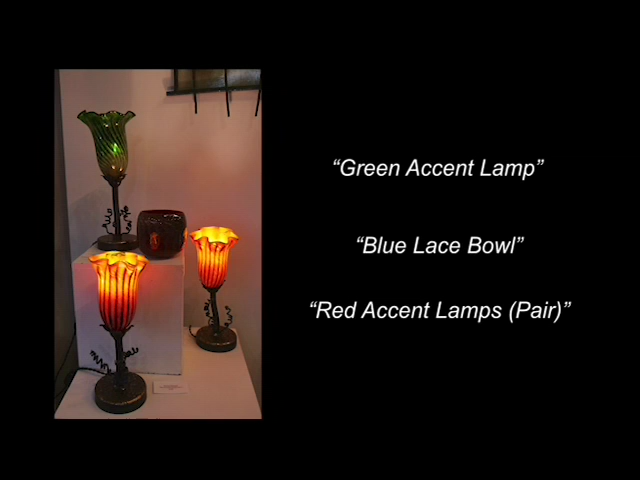 “Green Accent Lamp”
“Blue Lace Bowl”
“Red Accent Lamps (Pair)”